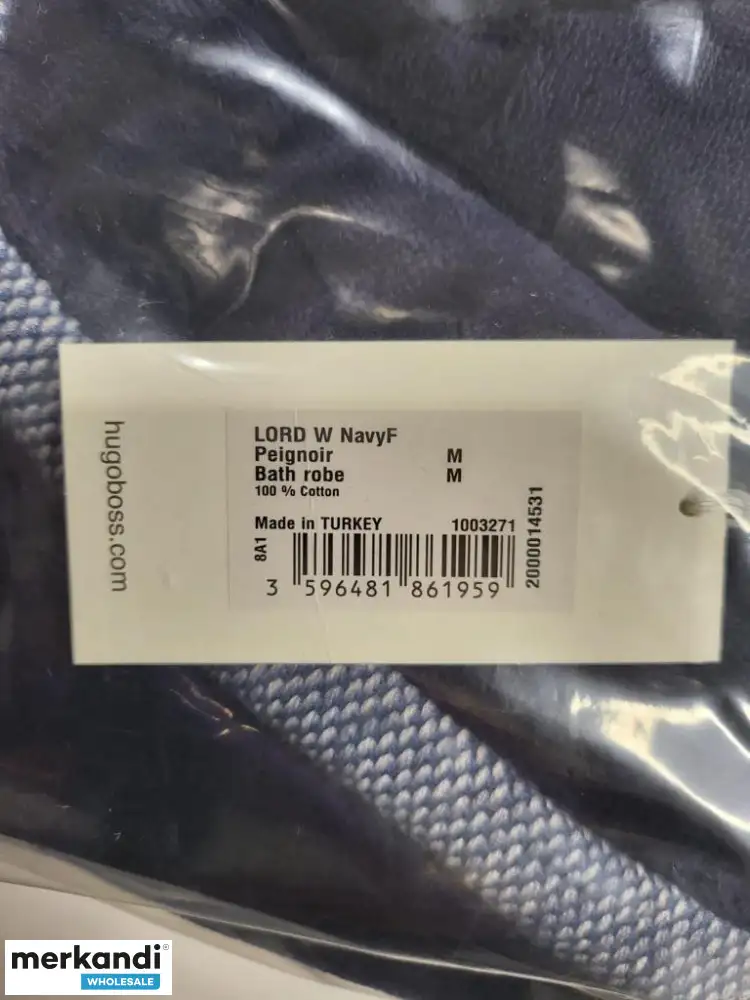 hugoboss.com
LORD W NavyF
Peignoir M
Bath robe M
100 % Cotton
Made in TURKEY 1003271
8A1
3 596481 861959
2000014531
merkandi®
WHOLESALE